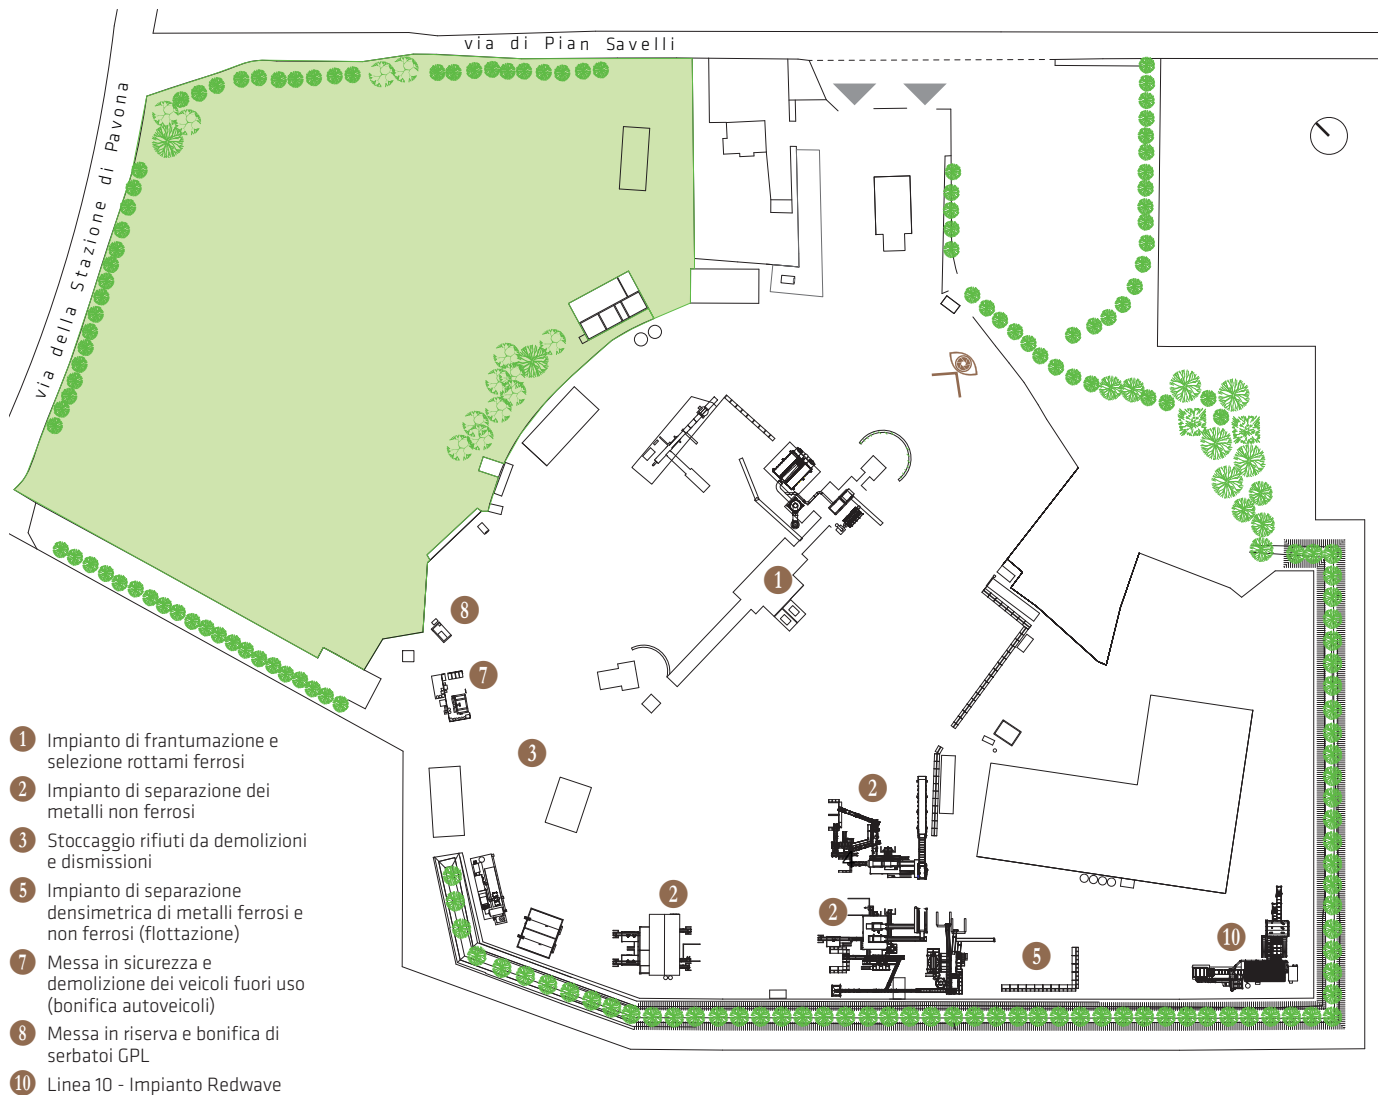 via di Pian Savelli
via della Stazione di Pavona
1
8
7
3
2
2
2
5
10
1 Impianto di frantumazione e
selezione rottami ferrosi
2 Impianto di separazione dei
metalli non ferrosi
3 Stoccaggio rifiuti da demolizioni
e dismissioni
5 Impianto di separazione
densimetrica di metalli ferrosi e
non ferrosi (flottazione)
7 Messa in sicurezza e
demolizione dei veicoli fuori uso
(bonifica autoveicoli)
8 Messa in riserva e bonifica di
serbatoi GPL
10 Linea 10 - Impianto Redwave